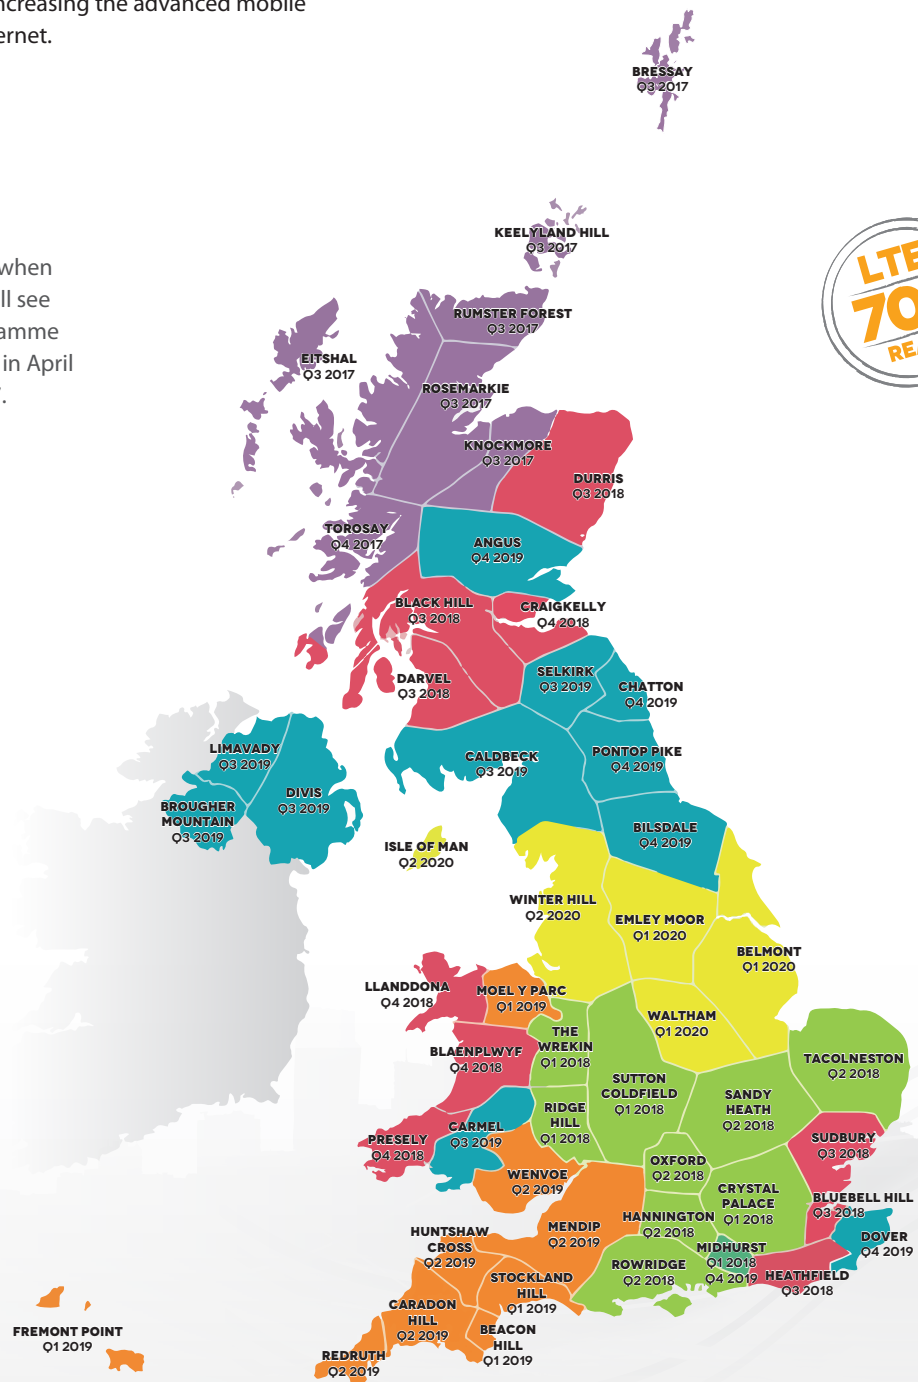 ncreasing the advanced mobile
ernet.
BRESSAY
Q3 2017
KEELYLAND HILL
Q3 2017
when
ll see
amme
in April
.
LTE
70
REA
RUMSTER FOREST
Q3 2017
EITSHAL
Q3 2017
ROSEMARKIE
Q3 2017
KNOCKMORE
Q3 2017
DURRIS
Q3 2018
TOROSAY
Q4 2017
ANGUS
Q4 2019
BLACK HILL
Q3 2018
CRAIGKELLY
Q4 2018
DARVEL
Q3 2018
SELKIRK
Q3 2019
CHATTON
Q4 2019
LIMAVADY
Q3 2019
CALDBECK
Q3 2019
PONTOP PIKE
Q4 2019
DIVIS
Q3 2019
BROUGHER
MOUNTAIN
Q3 2019
BILSDALE
Q4 2019
ISLE OF MAN
Q2 2020
WINTER HILL
Q2 2020
EMLEY MOOR
Q1 2020
BELMONT
Q1 2020
LLANDDONA
Q4 2018
MOEL Y PARC
Q1 2019
WALTHAM
Q1 2020
THE
WREKIN
Q1 2018
BLAENPLWYF
Q4 2018
TACOLNESTON
Q2 2018
SUTTON
COLDFIELD
Q1 2018
SANDY
HEATH
Q2 2018
RIDGE
HILL
Q1 2018
CARMEL
Q3 2019
PRESELY
Q4 2018
SUDBURY
Q3 2018
OXFORD
Q2 2018
WENVOE
Q2 2019
CRYSTAL
PALACE
Q1 2018
BLUEBELL HILL
Q3 2018
HANNINGTON
Q2 2018
MENDIP
Q2 2019
HUNTSHAW
CROSS
Q2 2019
DOVER
Q4 2019
MIDHURST
Q1 2018
Q4 2019
ROWRIDGE
Q2 2018
HEATHFIELD
Q3 2018
STOCKLAND
HILL
Q1 2019
CARADON
HILL
Q2 2019
BEACON
HILL
Q1 2019
FREMONT POINT
Q1 2019
REDRUTH
Q2 2019